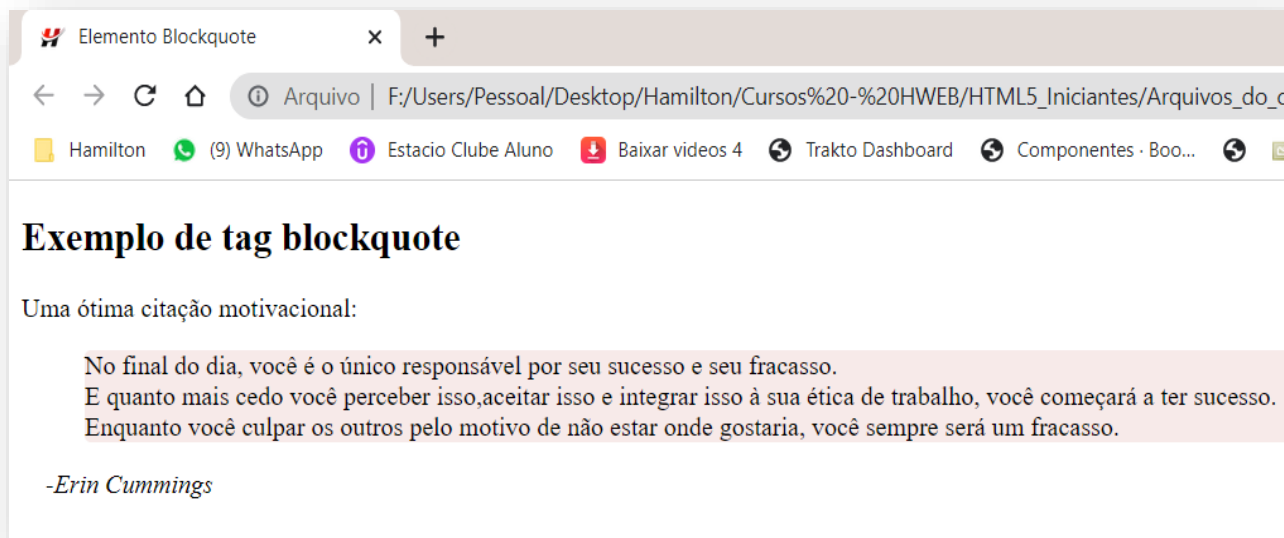 Elemento Blockquote
Arquivo | F:/Users/Pessoal/Desktop/Hamilton/Cursos%20-%20HWEB/HTML5_Iniciantes/Arquivos_do_c
Hamilton (9) WhatsApp Estacio Clube Aluno Baixar videos 4 Trakto Dashboard Componentes · Boo...
Exemplo de tag blockquote
Uma ótima citação motivacional:
No final do dia, você é o único responsável por seu sucesso e seu fracasso.
E quanto mais cedo você perceber isso,aceitar isso e integrar isso à sua ética de trabalho, você começará a ter sucesso.
Enquanto você culpar os outros pelo motivo de não estar onde gostaria, você sempre será um fracasso.
-Erin Cummings